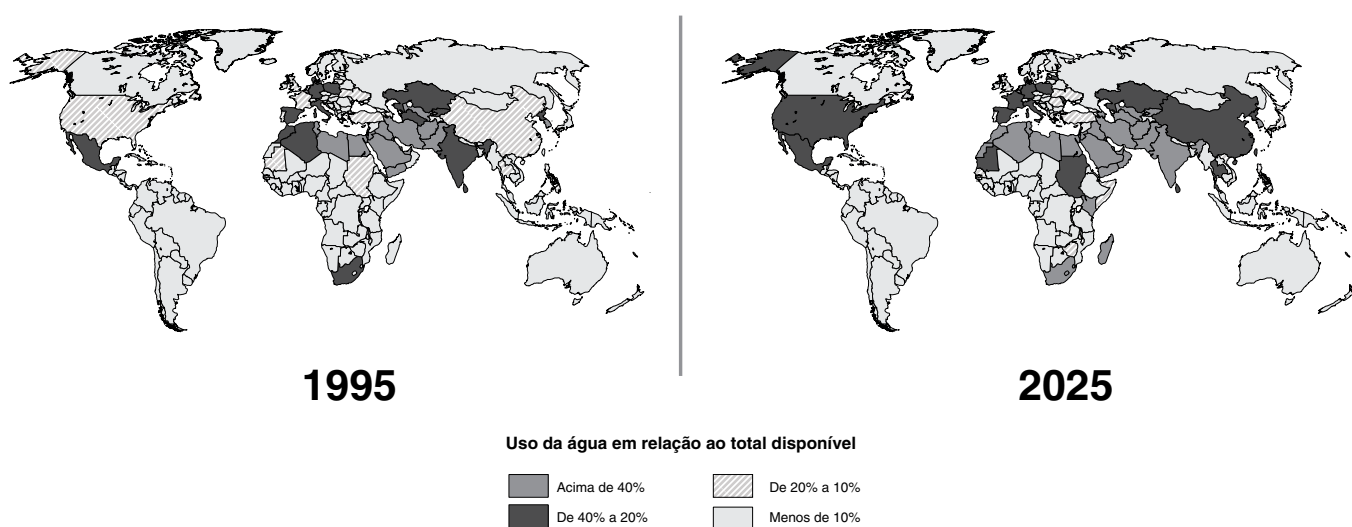 1995
2025
Uso da água em relação ao total disponível
Acima de 40%
De 20% a 10%
De 40% a 20%
Menos de 10%